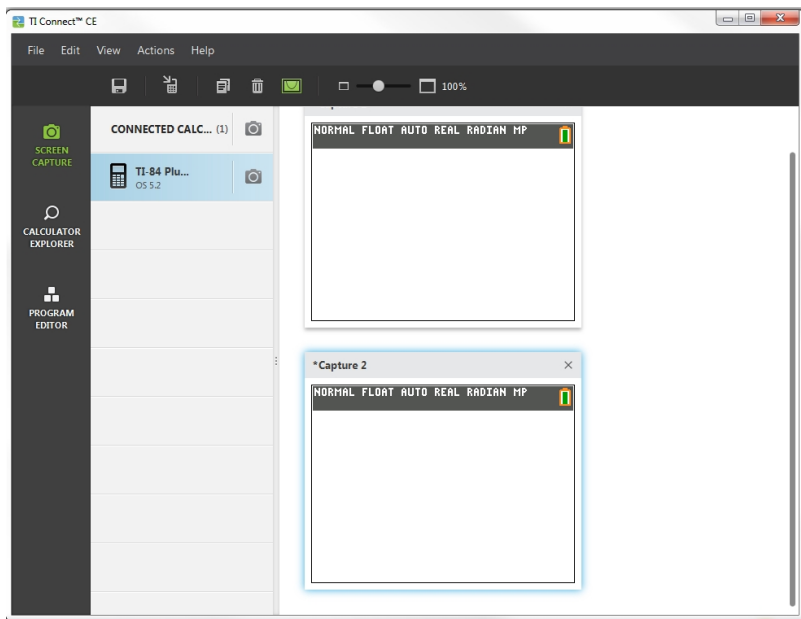 TI Connect™ CE
File Edit View Actions Help
100%
SCREEN
CAPTURE
CALCULATOR
EXPLORER
PROGRAM
EDITOR
CONNECTED CALC... (1)
TI-84 Plu...
OS 5.2
NORMAL FLOAT AUTO REAL RADIAN MP
*Capture 2
NORMAL FLOAT AUTO REAL RADIAN MP